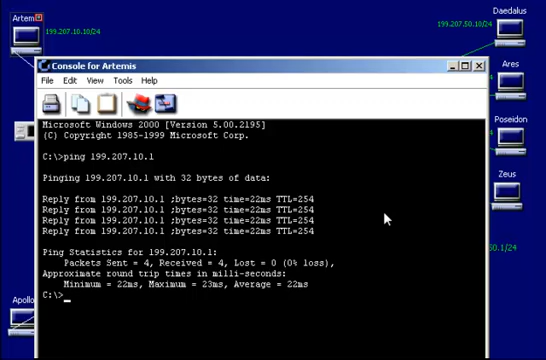 Artem
199.207.10.10/24
Daedalus
199.207.50.10/24
Ares
Poseidon
Zeus
50.1/24
Apollo
Console for Artemis
File Edit View Tools Help
Microsoft Windows 2000 [Version 5.00.2195]
(C) Copyright 1985-1999 Microsoft Corp.
C:\>ping 199.207.10.1
Pinging 199.207.10.1 with 32 bytes of data:
Reply from 199.207.10.1 ;bytes=32 time=22ms TTL=254
Reply from 199.207.10.1 ;bytes=32 time=22ms TTL=254
Reply from 199.207.10.1 ;bytes=32 time=22ms TTL=254
Reply from 199.207.10.1 ;bytes=32 time=22ms TTL=254
Ping Statistics for 199.207.10.1:
Packets Sent = 4, Received = 4, Lost = 0 (0% loss),
Approximate round trip times in milli-seconds:
Minimum = 22ms, Maximum = 23ms, Average = 22ms
C:\>_